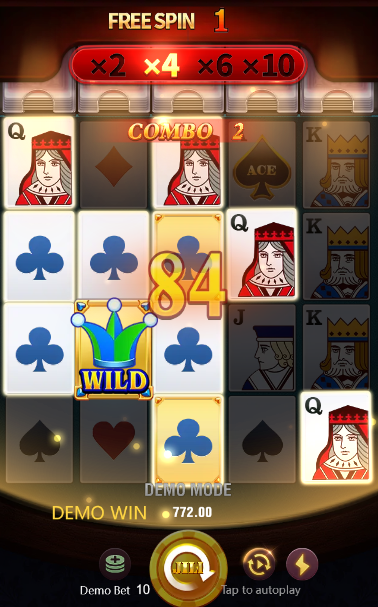 FREE SPIN 1
×2 ×4 ×6 ×10
COMBO 2
Q
K
ACE
Q
K
84
J
K
WILD
Q
DEMO MODE
DEMO WIN 772.00
Demo Bet 10
Tap to autoplay